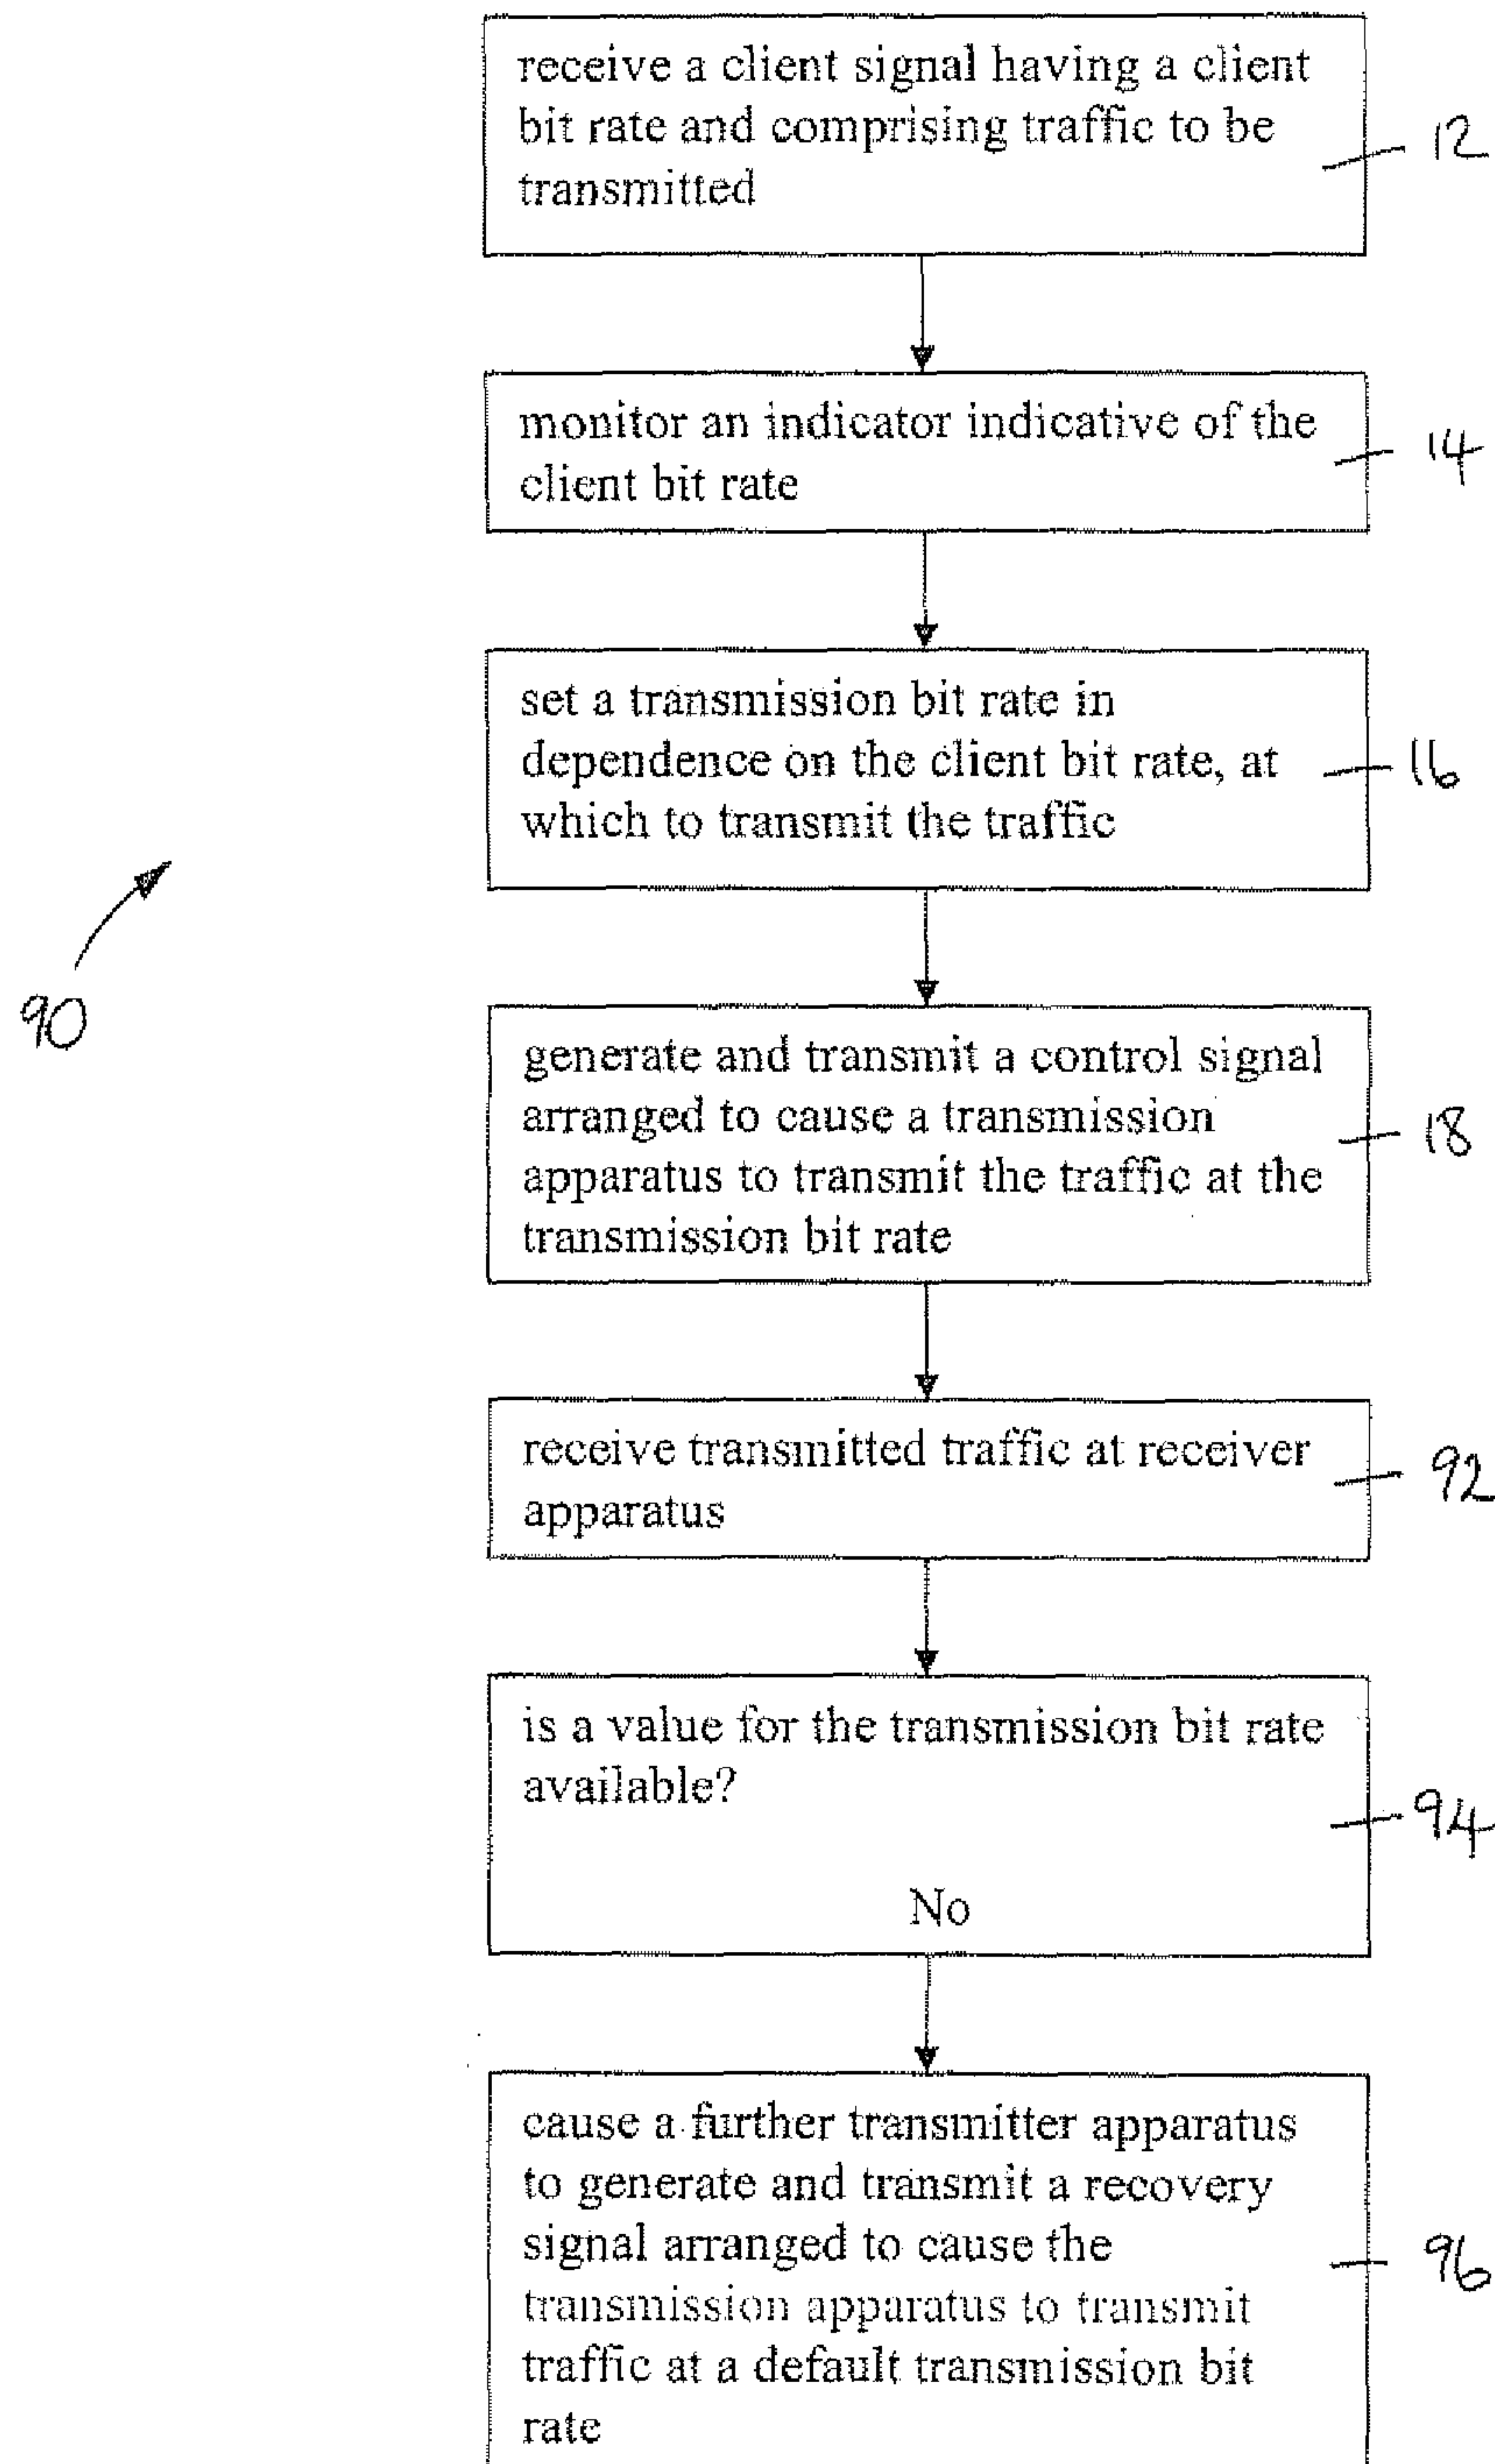 receive a client signal having a client
bit rate and comprising traffic to be
transmitted
12
monitor an indicator indicative of the
client bit rate
14
set a transmission bit rate in
dependence on the client bit rate, at
which to transmit the traffic
16
90
generate and transmit a control signal
arranged to cause a transmission
apparatus to transmit the traffic at the
transmission bit rate
18
receive transmitted traffic at receiver
apparatus
92
is a value for the transmission bit rate
available?
94
No
cause a further transmitter apparatus
to generate and transmit a recovery
signal arranged to cause the
transmission apparatus to transmit
traffic at a default transmission bit
rate
96